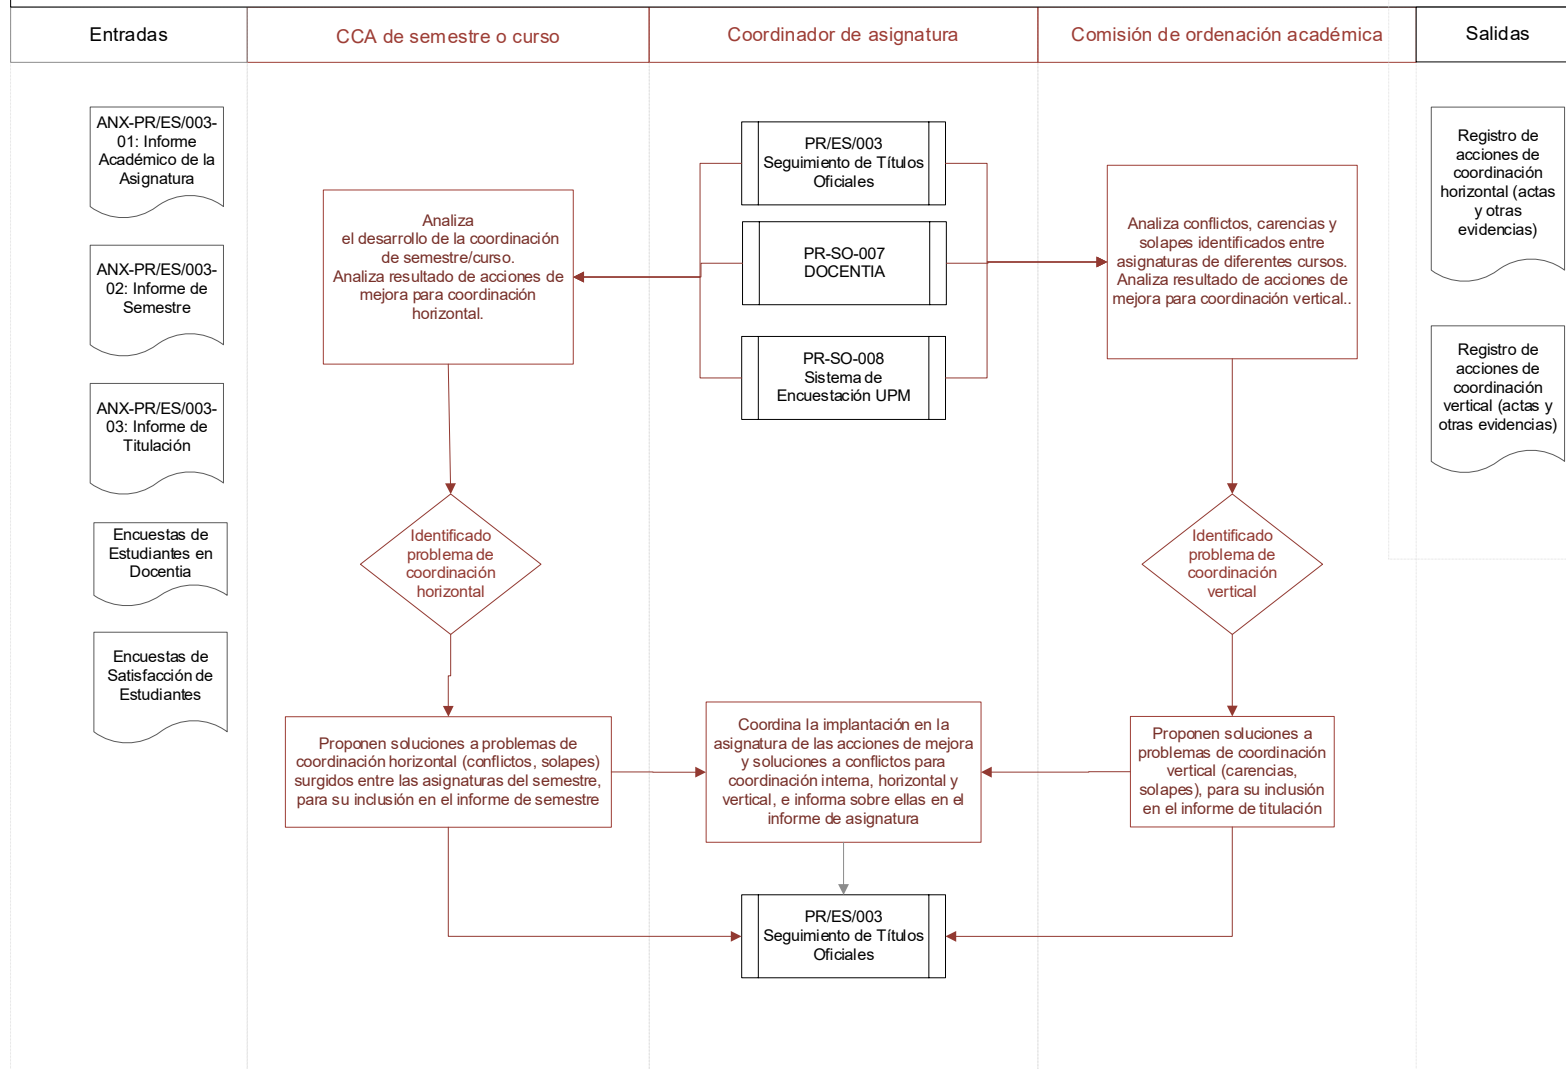 Entradas
CCA de semestre o curso
Coordinador de asignatura
Comisión de ordenación académica
Salidas
ANX-PR/ES/003-
01: Informe
Académico de la
Asignatura
ANX-PR/ES/003-
02: Informe de
Semestre
ANX-PR/ES/003-
03: Informe de
Titulación
Encuestas de
Estudiantes en
Docentia
Encuestas de
Satisfacción de
Estudiantes
Analiza
el desarrollo de la coordinación
de semestre/curso.
Analiza resultado de acciones de
mejora para coordinación
horizontal.
Identificado
problema de
coordinación
horizontal
Proponen soluciones a problemas de
coordinación horizontal (conflictos, solapes)
surgidos entre las asignaturas del semestre,
para su inclusión en el informe de semestre
PR/ES/003
Seguimiento de Títulos
Oficiales
PR-SO-007
DOCENTIA
PR-SO-008
Sistema de
Encuestación UPM
Coordina la implantación en la
asignatura de las acciones de mejora
y soluciones a conflictos para
coordinación interna, horizontal y
vertical, e informa sobre ellas en el
informe de asignatura
PR/ES/003
Seguimiento de Títulos
Oficiales
Analiza conflictos, carencias y
solapes identificados entre
asignaturas de diferentes cursos.
Analiza resultado de acciones de
mejora para coordinación vertical..
Identificado
problema de
coordinación
vertical
Proponen soluciones a
problemas de coordinación
vertical (carencias,
solapes), para su inclusión
en el informe de titulación
Registro de
acciones de
coordinación
horizontal (actas
y otras
evidencias)
Registro de
acciones de
coordinación
vertical (actas y
otras evidencias)